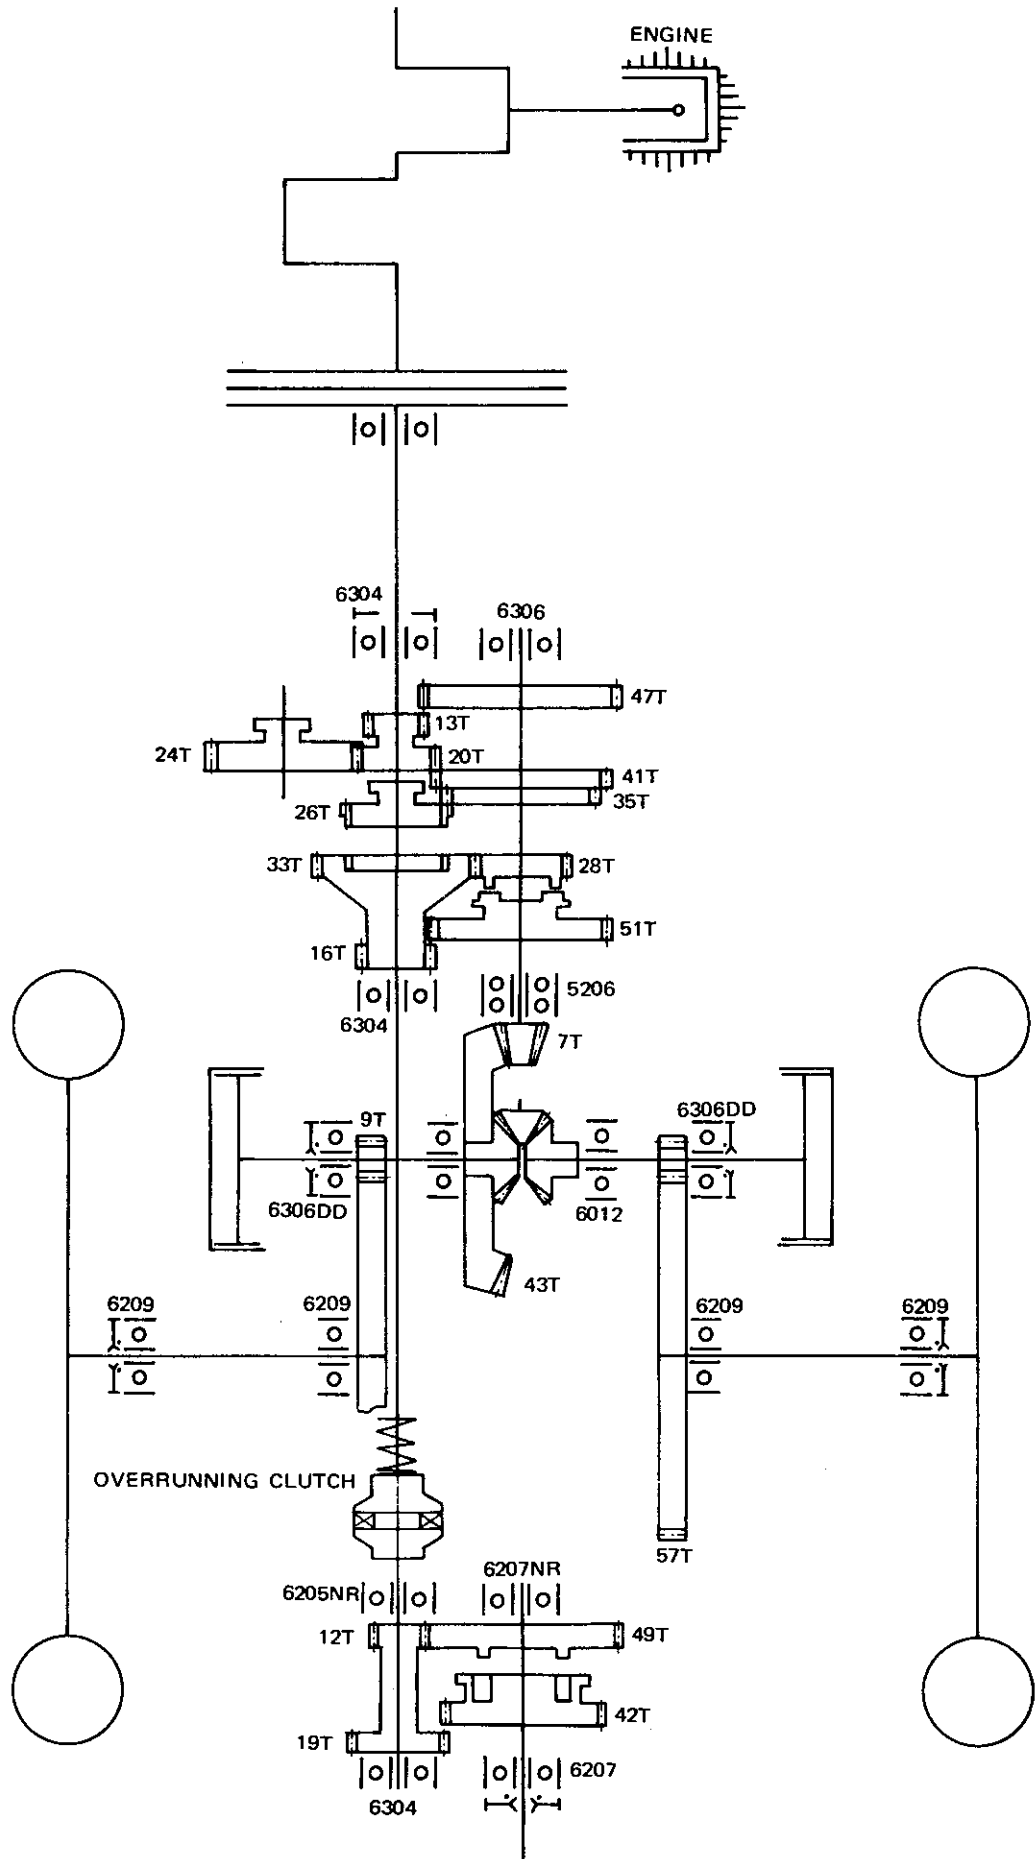 ENGINE
6304
6306
47T
13T
24T
20T
41T
35T
26T
33T
28T
51T
16T
5206
6304
7T
9T
6306DD
6306DD
6012
43T
6209
6209
6209
6209
OVERRUNNING CLUTCH
57T
6207NR
6205NR
12T
49T
42T
19T
6207
6304